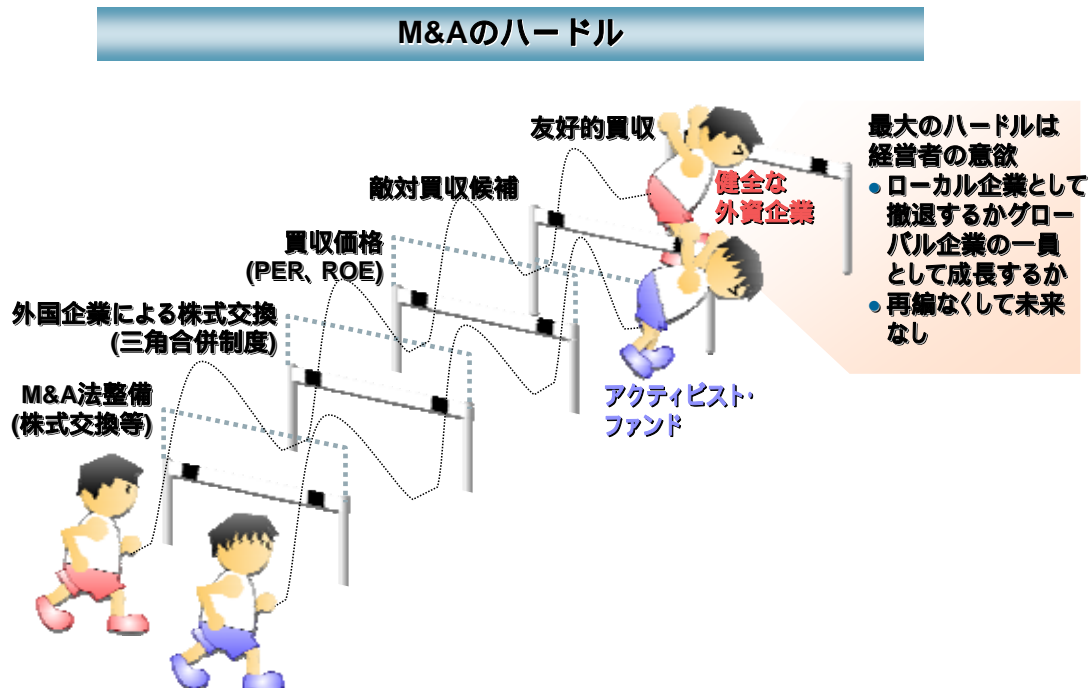 M&Aのハードル
友好的買収
敵対買収候補
買収価格
(PER、ROE)
外国企業による株式交換
(三角合併制度)
M&A法整備
(株式交換等)
健全な
外資企業
アクティビスト・
ファンド
最大のハードルは
経営者の意欲
● ローカル企業として
撤退するかグロー
バル企業の一員
として成長するか
● 再編なくして未来
なし